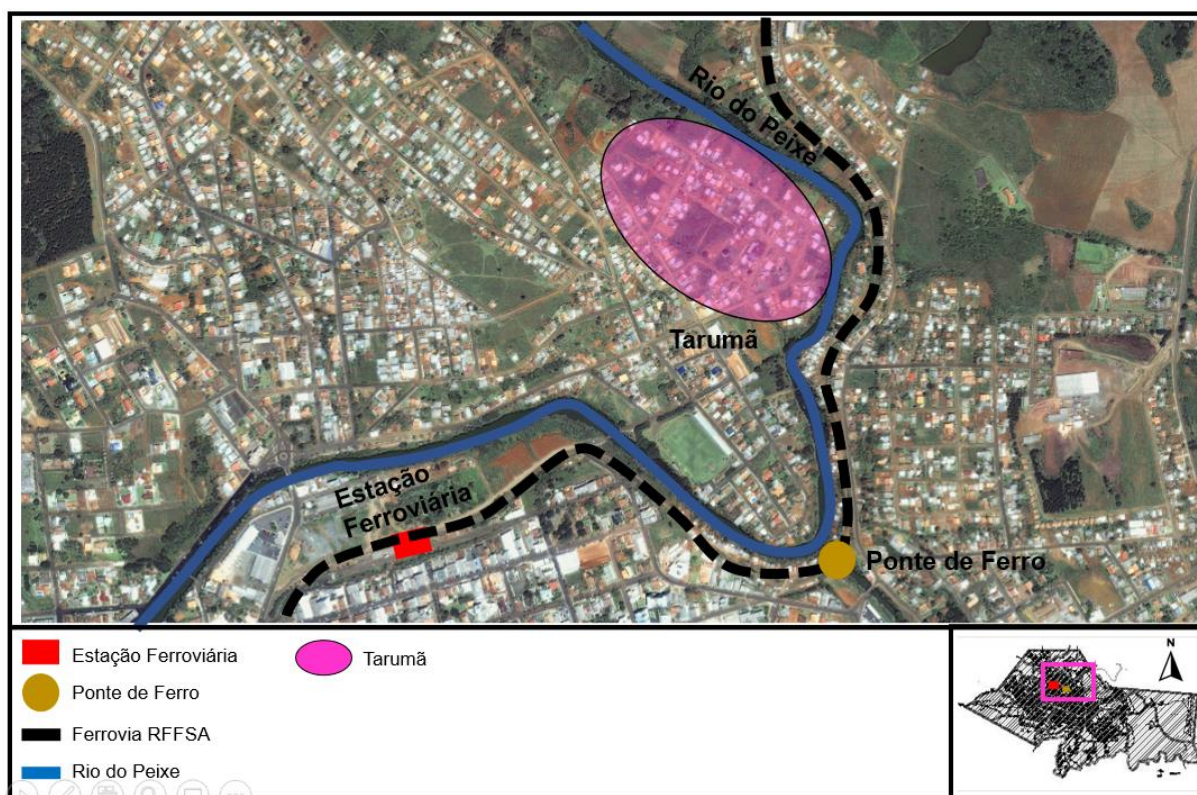 Rio do Peixe
Tarumã
Estação
Ferroviária
Ponte de Ferro
Estação Ferroviária
Tarumã
Ponte de Ferro
Ferrovia RFFSA
Rio do Peixe
N